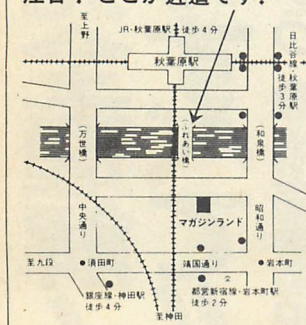 注目！ここが近道です！
至上野
JR・秋葉原駅 徒歩4分
日比谷線・秋葉原駅
徒歩3分
秋葉原駅
（万世橋）
（ふれあい橋）
（和泉橋）
中央通り
マガジンランド
昭和通り
至九段
●須田町
靖国通り
●岩本町
銀座線・神田駅
徒歩4分
都営新宿線・岩本町駅
徒歩2分
至神田